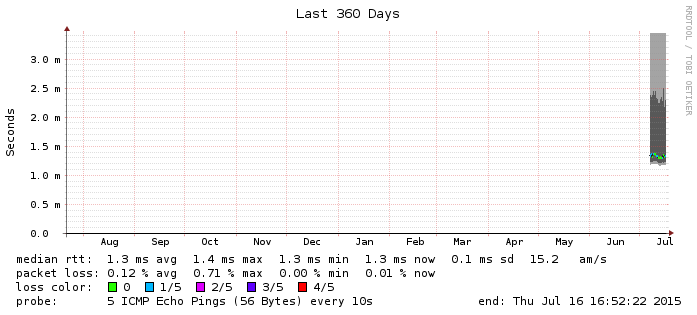 Last 360 Days
RRDTOOL / TOBI OETIKER
Seconds
3.0 m
2.5 m
2.0 m
1.5 m
1.0 m
0.5 m
0.0
Aug Sep Oct Nov Dec Jan Feb Mar Apr May Jun Jul
median rtt: 1.3 ms avg 1.4 ms max 1.3 ms min 1.3 ms now 0.1 ms sd 15.2 am/s
packet loss: 0.12 % avg 0.71 % max 0.00 % min 0.01 % now
loss color: 0 1/5 2/5 3/5 4/5
probe: 5 ICMP Echo Pings (56 Bytes) every 10s end: Thu Jul 16 16:52:22 2015